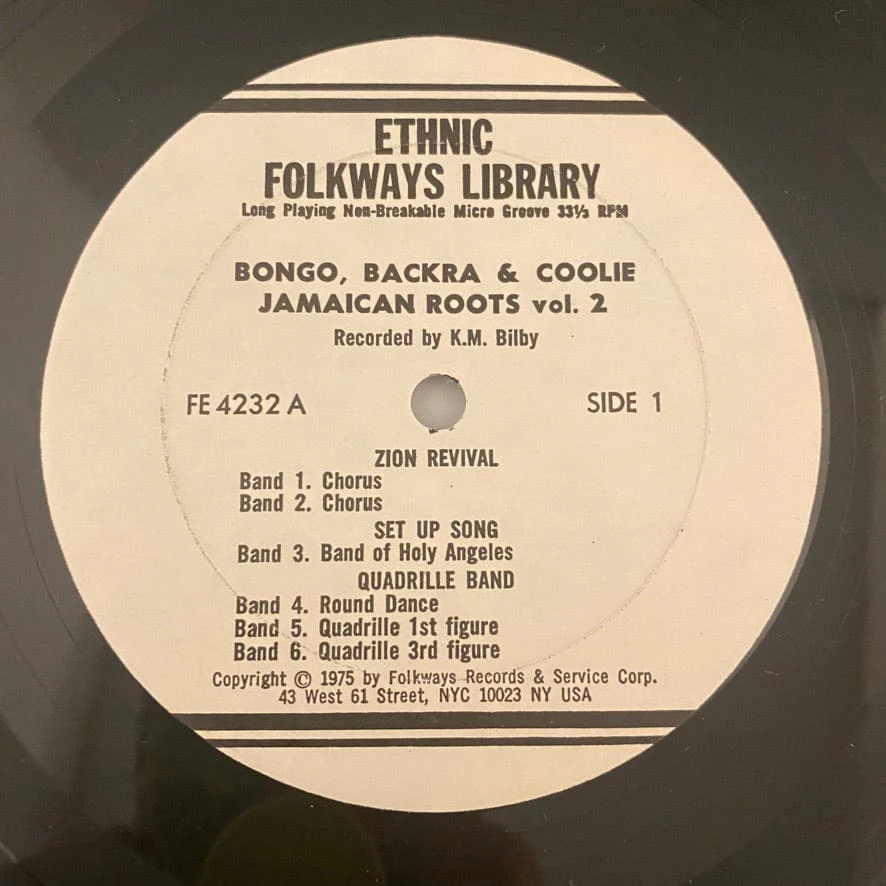 ETHNIC
FOLKWAYS LIBRARY
Long Playing Non-Breakable Micro Groove 33⅓ RPM
BONGO, BACKRA & COOLIE
JAMAICAN ROOTS vol. 2
Recorded by K.M. Bilby
FE 4232 A
SIDE 1
ZION REVIVAL
Band 1. Chorus
Band 2. Chorus
SET UP SONG
Band 3. Band of Holy Angeles
QUADRILLE BAND
Band 4. Round Dance
Band 5. Quadrille 1st figure
Band 6. Quadrille 3rd figure
Copyright © 1975 by Folkways Records & Service Corp.
43 West 61 Street, NYC 10023 NY USA